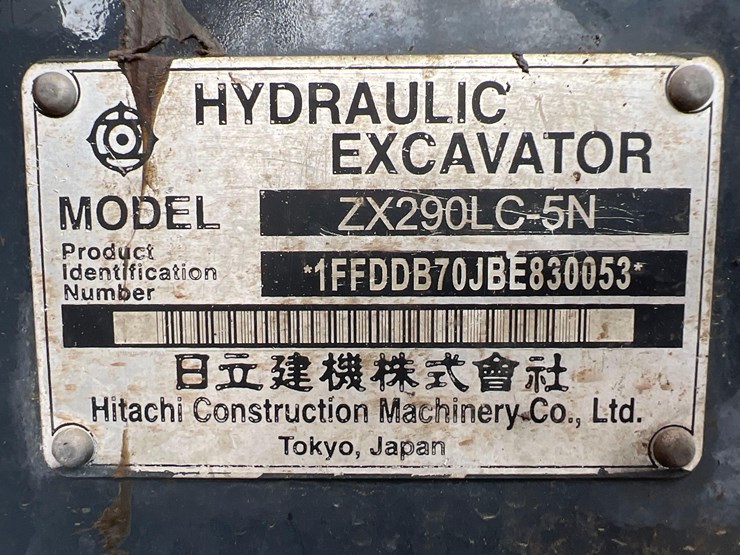 HYDRAULIC
EXCAVATOR
MODEL ZX290LC-5N
Product
Identification
Number
*1FFDDB70JBE830053*
日立建機株式會社
Hitachi Construction Machinery Co., Ltd.
Tokyo, Japan